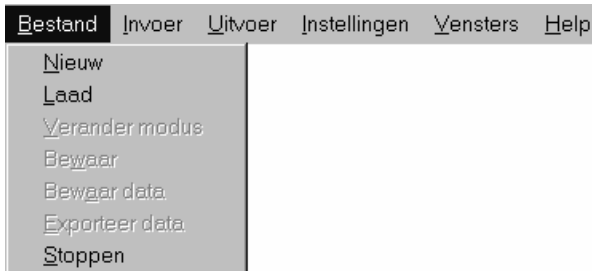 Bestand Invoer Uitvoer Instellingen Vensters Help
Nieuw
Laad
Verander modus
Bewaar
Bewaar data
Exporteer data
Stoppen